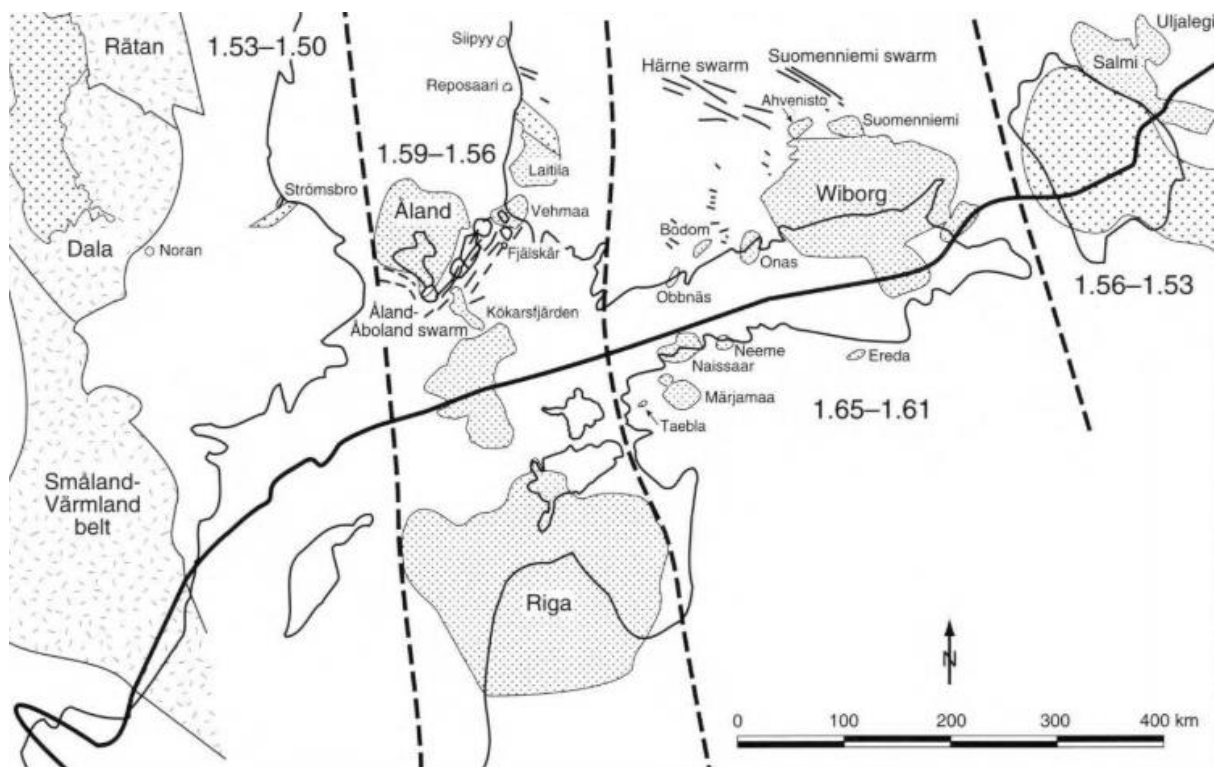 Rätan
1.53–1.50
Siipyy
Reposaari
Härne swarm
Suomenniemi swarm
Ahvenisto
Suomenniemi
Salmi
Uljalegi
1.59–1.56
Laitila
Strömsbro
Åland
Vehmaa
Wiborg
Dala
Noran
Fjälskär
Bodom
Onas
Obbnäs
1.56–1.53
Åland-
Åboland swarm
Kökarsfjärden
Naissaar
Neeme
Ereda
Märjamaa
1.65–1.61
Taebla
Småland-
Värmland
belt
Riga
N
0 100 200 300 400 km